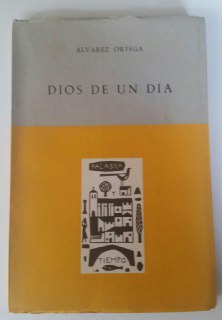 ALVAREZ ORTEGA
DIOS DE UN DIA
PALABRA
TIEMPO